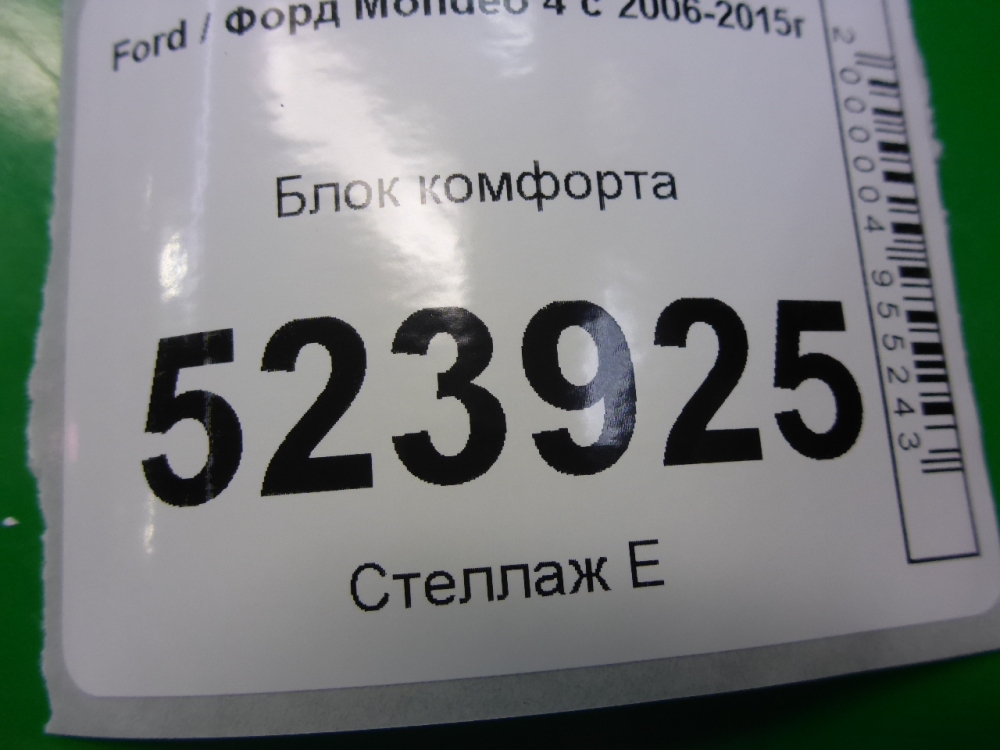 Ford / Форд Mondeo 4 с 2006-2015г
Блок комфорта
523925
Стеллаж Е
2000004955243